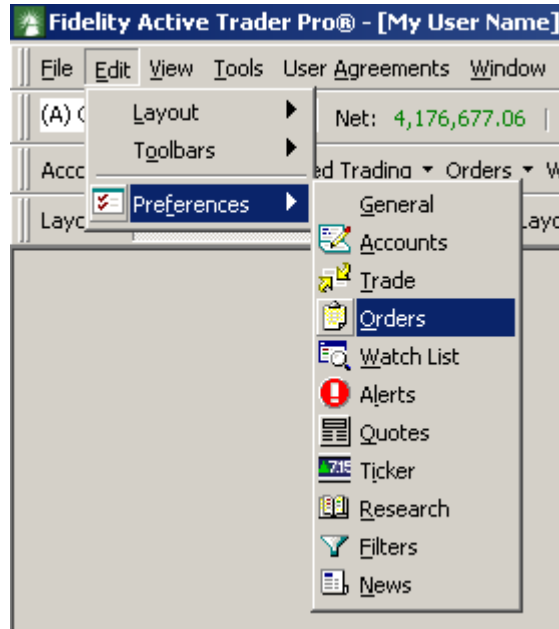 Fidelity Active Trader Pro® - [My User Name]
File Edit View Tools User Agreements Window
(A) Layout Net: 4,176,677.06
Toolbars
Trading Orders
Preferences General
Accounts
Trade
Orders
Watch List
Alerts
Quotes
Ticker
Research
Filters
News